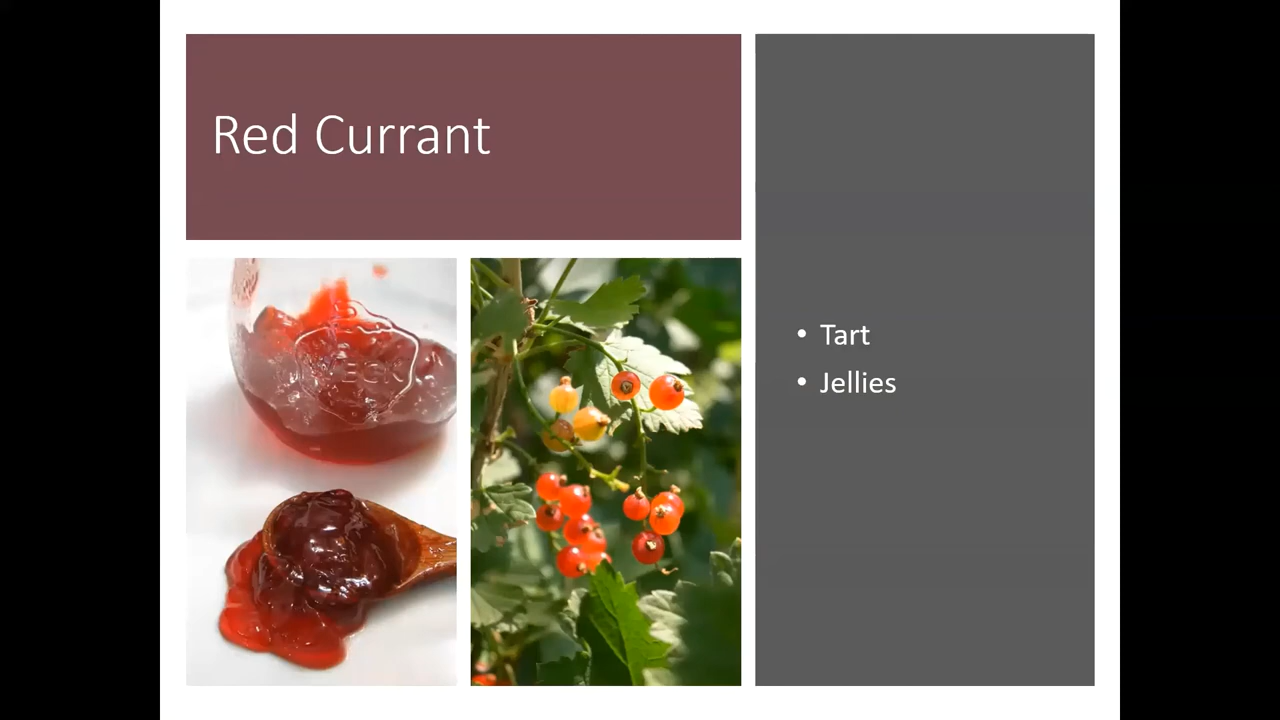 Red Currant
• Tart
• Jellies